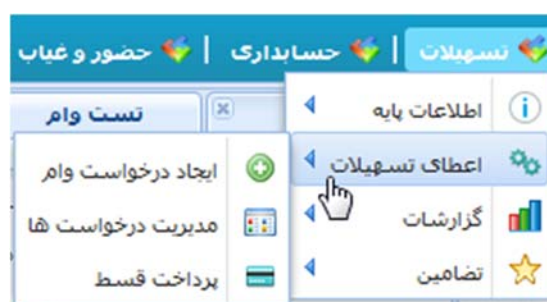 تسهیلات | حسابداری | حضور و غیاب
تست وام
اطلاعات پایه
اعطای تسهیلات
گزارشات
تضامین
ایجاد درخواست وام
مدیریت درخواست ها
پرداخت قسط